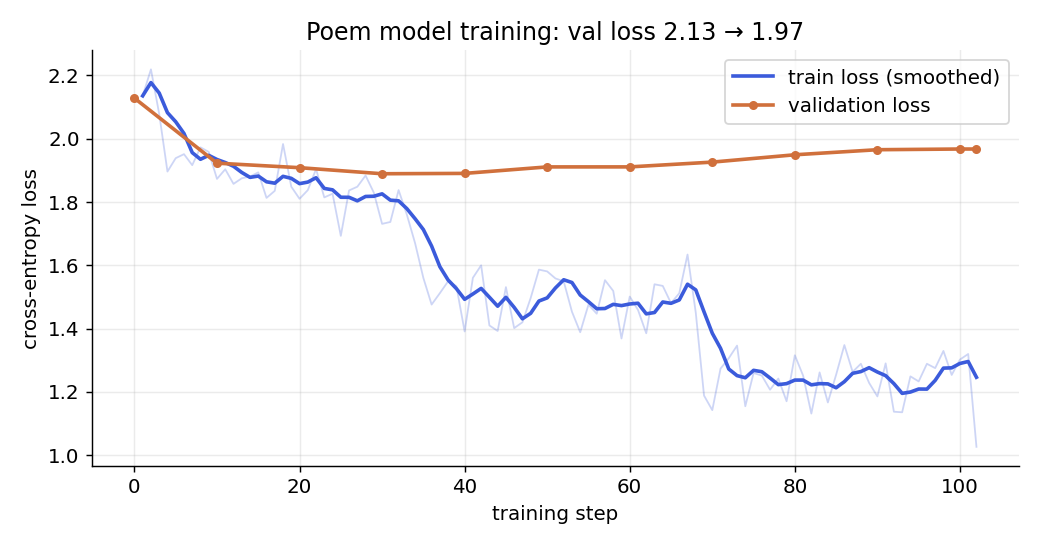 Poem model training: val loss 2.13 → 1.97
train loss (smoothed)
validation loss
cross-entropy loss
2.2
2.0
1.8
1.6
1.4
1.2
1.0
0 20 40 60 80 100
training step